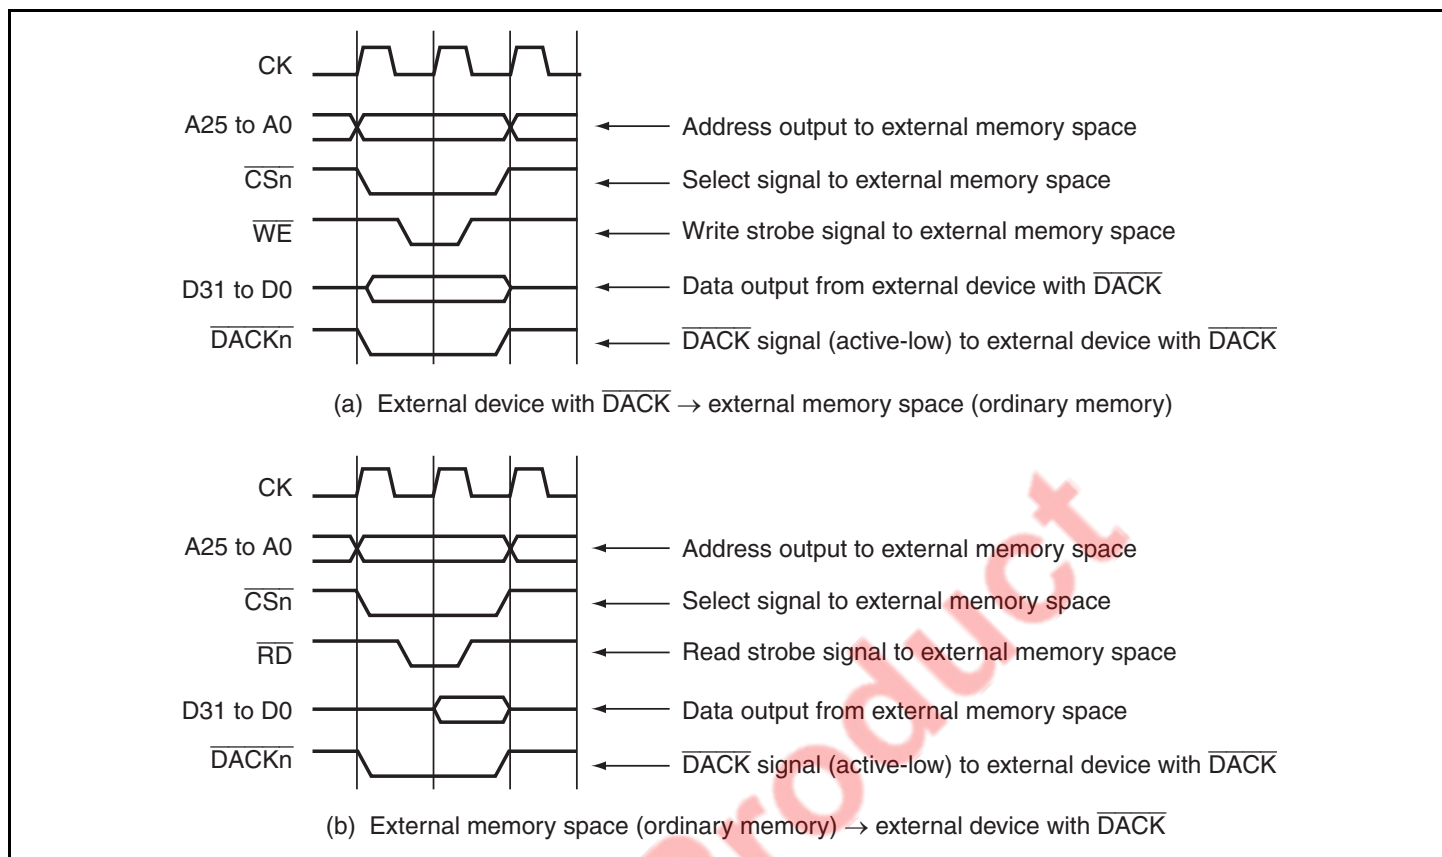 CK
A25 to A0
Address output to external memory space
CSn
Select signal to external memory space
WE
Write strobe signal to external memory space
D31 to D0
Data output from external device with DACK
DACKn
DACK signal (active-low) to external device with DACK
(a) External device with DACK → external memory space (ordinary memory)
CK
A25 to A0
Address output to external memory space
CSn
Select signal to external memory space
RD
Read strobe signal to external memory space
D31 to D0
Data output from external memory space
DACKn
DACK signal (active-low) to external device with DACK
(b) External memory space (ordinary memory) → external device with DACK
Product